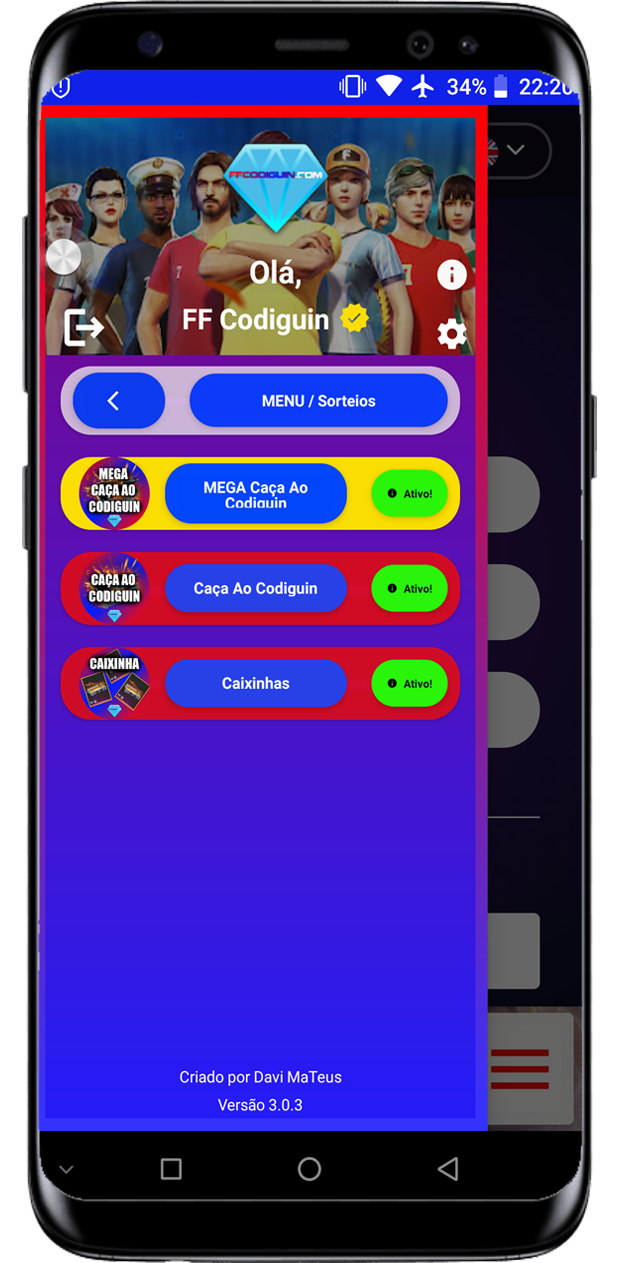 34% 22:20
FFCODIGUIN.COM
Olá,
FF Codiguin
MENU / Sorteios
MEGA
CAÇA AO
CODIGUIN
MEGA Caça Ao
Codiguin
Ativo!
CAÇA AO
CODIGUIN
Caça Ao Codiguin
Ativo!
CAIXINHA
Caixinhas
Ativo!
Criado por Davi MaTeus
Versão 3.0.3